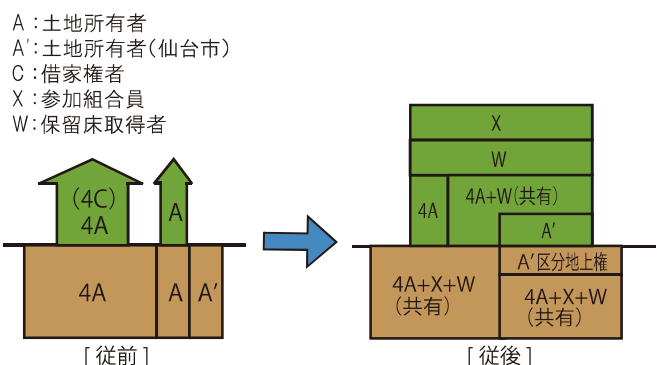 A：土地所有者
A'：土地所有者（仙台市）
C：借家権者
X：参加組合員
W：保留床取得者
（4C）
4A
A
4A
A
A'
［従前］
X
W
4A
4A+W（共有）
A'
A'区分地上権
4A+X+W
（共有）
4A+X+W
（共有）
［従後］